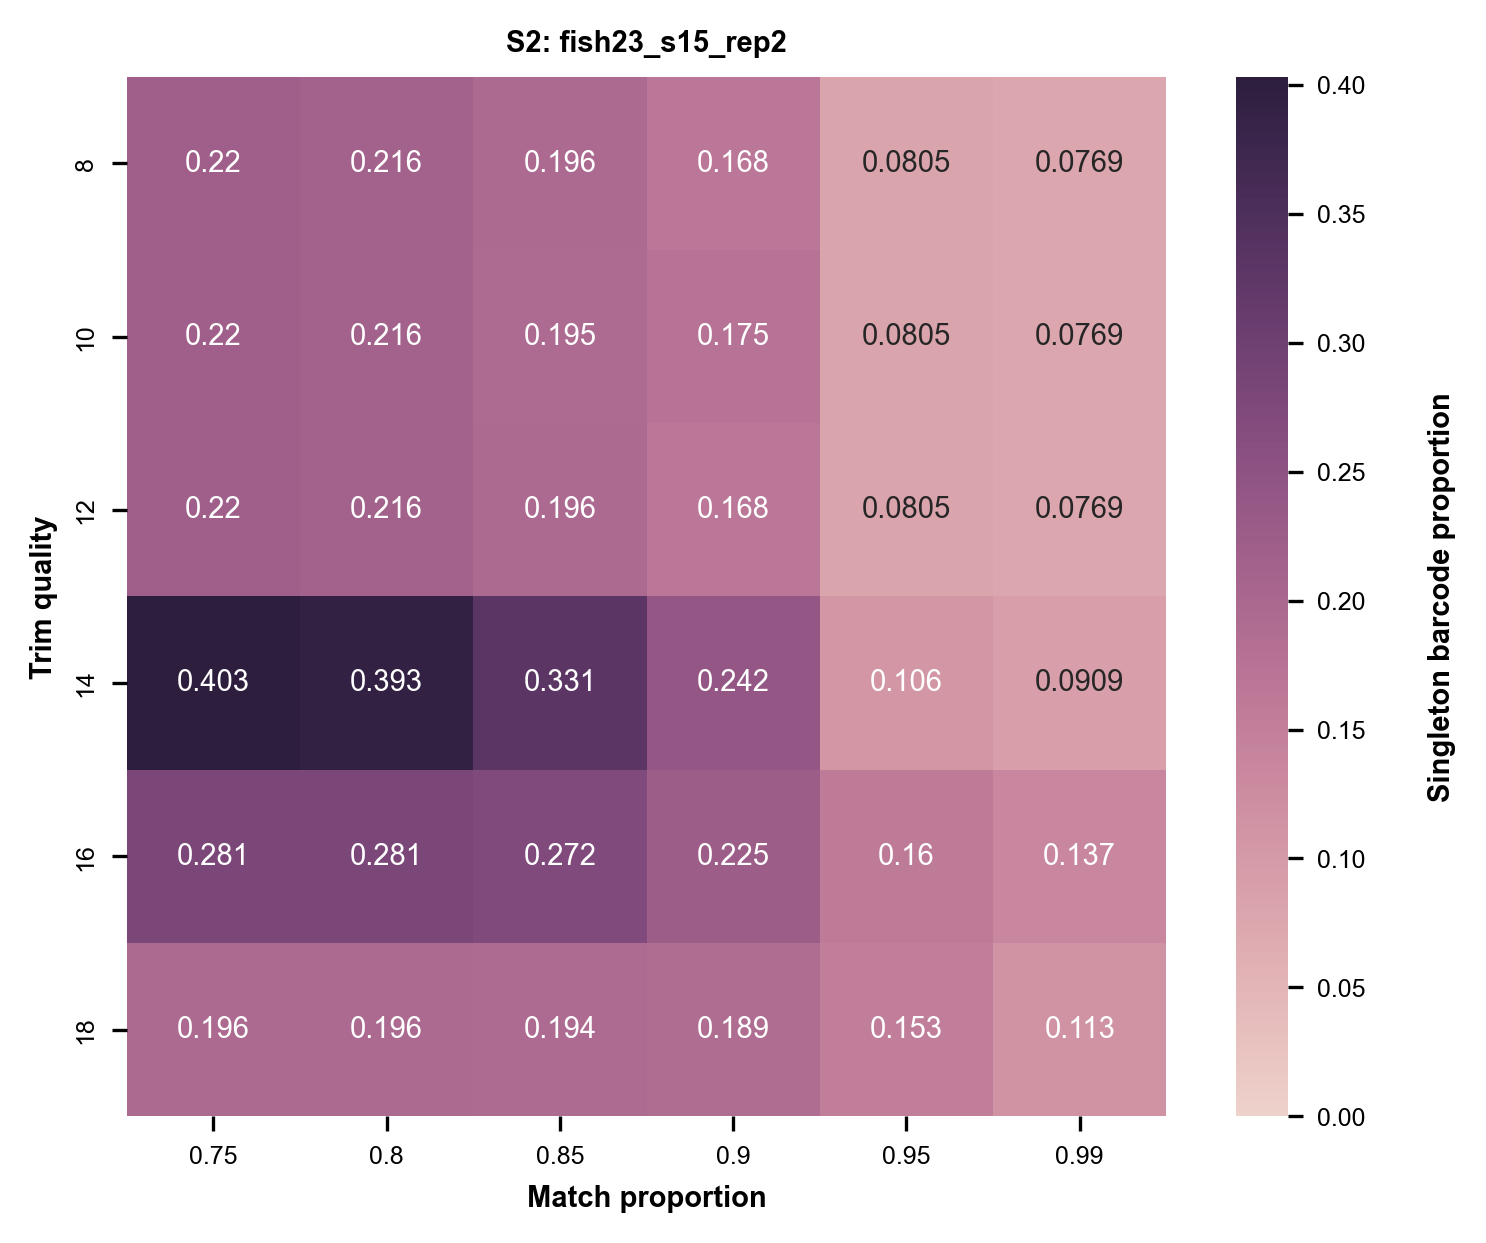 S2: fish23_s15_rep2
Trim quality
8 0.22 0.216 0.196 0.168 0.0805 0.0769
10 0.22 0.216 0.195 0.175 0.0805 0.0769
12 0.22 0.216 0.196 0.168 0.0805 0.0769
14 0.403 0.393 0.331 0.242 0.106 0.0909
16 0.281 0.281 0.272 0.225 0.16 0.137
18 0.196 0.196 0.194 0.189 0.153 0.113
0.75 0.8 0.85 0.9 0.95 0.99
Match proportion
0.40
0.35
0.30
0.25
0.20
0.15
0.10
0.05
0.00
Singleton barcode proportion